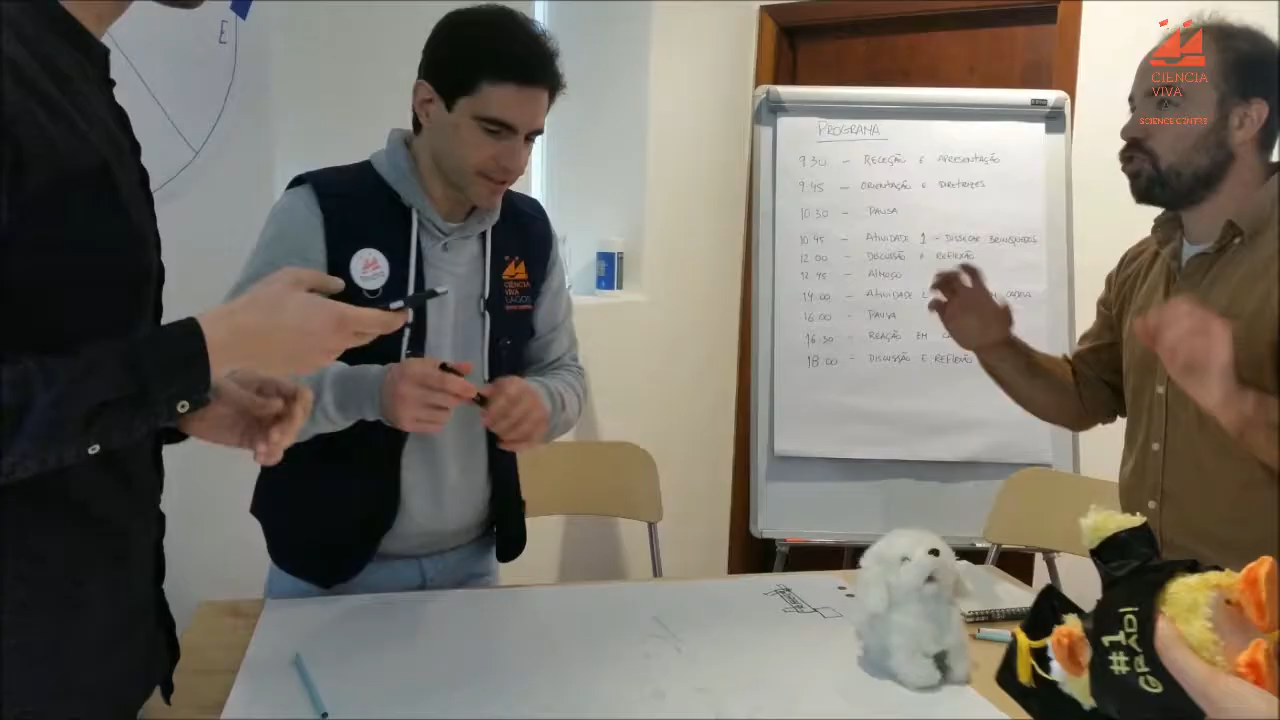 E
CIENCIA
VIVA
SCIENCE CENTRE
PROGRAMA
9 30 - RECEÇÃO E APRESENTAÇÃO
9 45 - ORIENTAÇÃO E DIRETRIZES
10 30 - PAUSA
10 45 - ATIVIDADE 1 - DISSECAR BRINQUEDOS
12 00 - DISCUSSÃO E REFLEXÃO
12 45 - ALMOÇO
14 00 - ATIVIDADE
16 00 - PAUSA
16 30 - REAÇÃO EM
18 00 - DISCUSSÃO E REFLEXÃO
CIÊNCIA
VIVA
LAGOS
#1
GRAD!